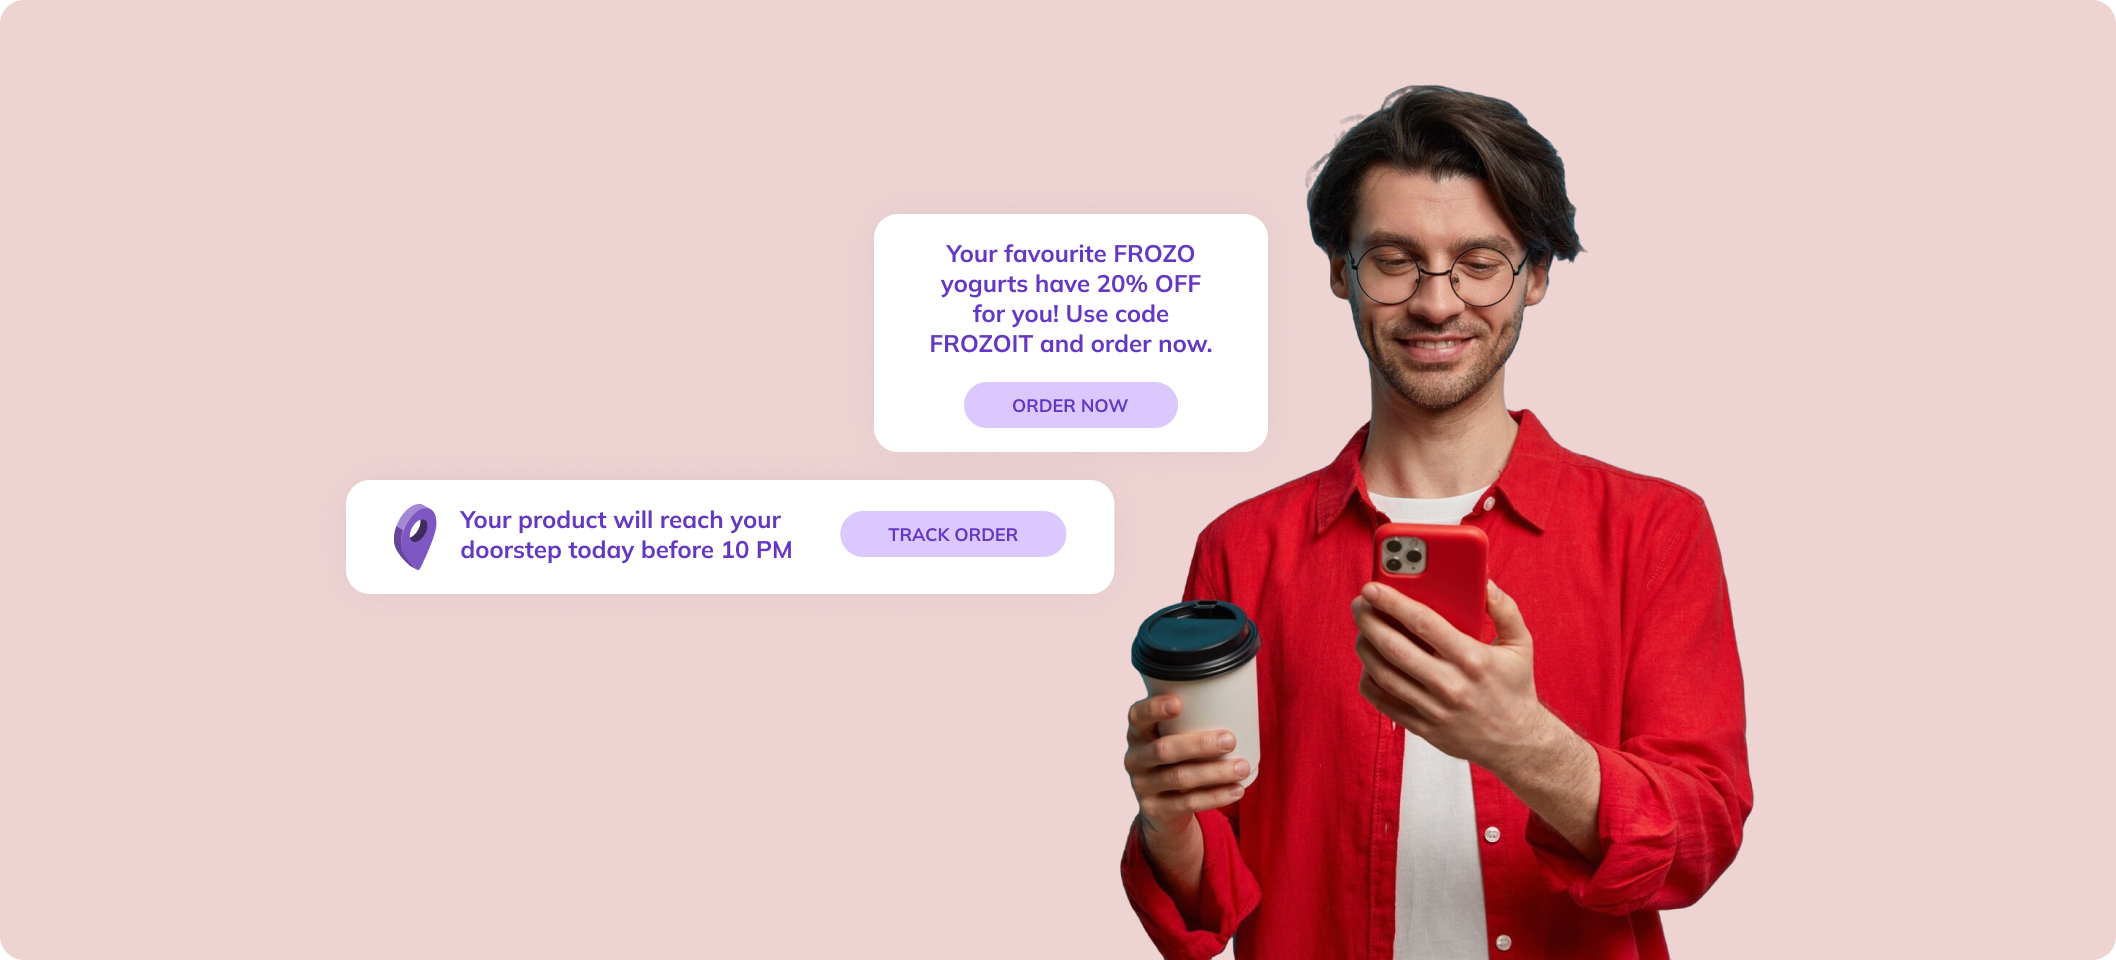 Your favourite FROZO
yogurts have 20% OFF
for you! Use code
FROZOIT and order now.
ORDER NOW
Your product will reach your
doorstep today before 10 PM
TRACK ORDER